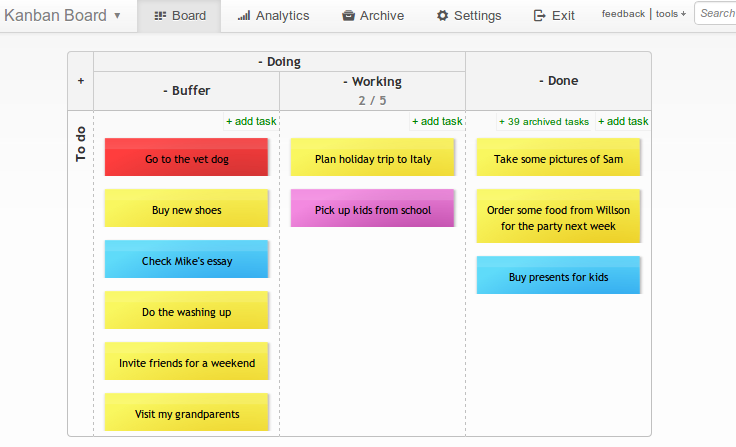 Kanban Board ▾ Board Analytics Archive Settings Exit feedback | tools Search
- Doing
+ - Buffer - Working - Done
2 / 5
To do
+ add task
Go to the vet dog
Buy new shoes
Check Mike's essay
Do the washing up
Invite friends for a weekend
Visit my grandparents
+ add task
Plan holiday trip to Italy
Pick up kids from school
+ 39 archived tasks + add task
Take some pictures of Sam
Order some food from Willson
for the party next week
Buy presents for kids